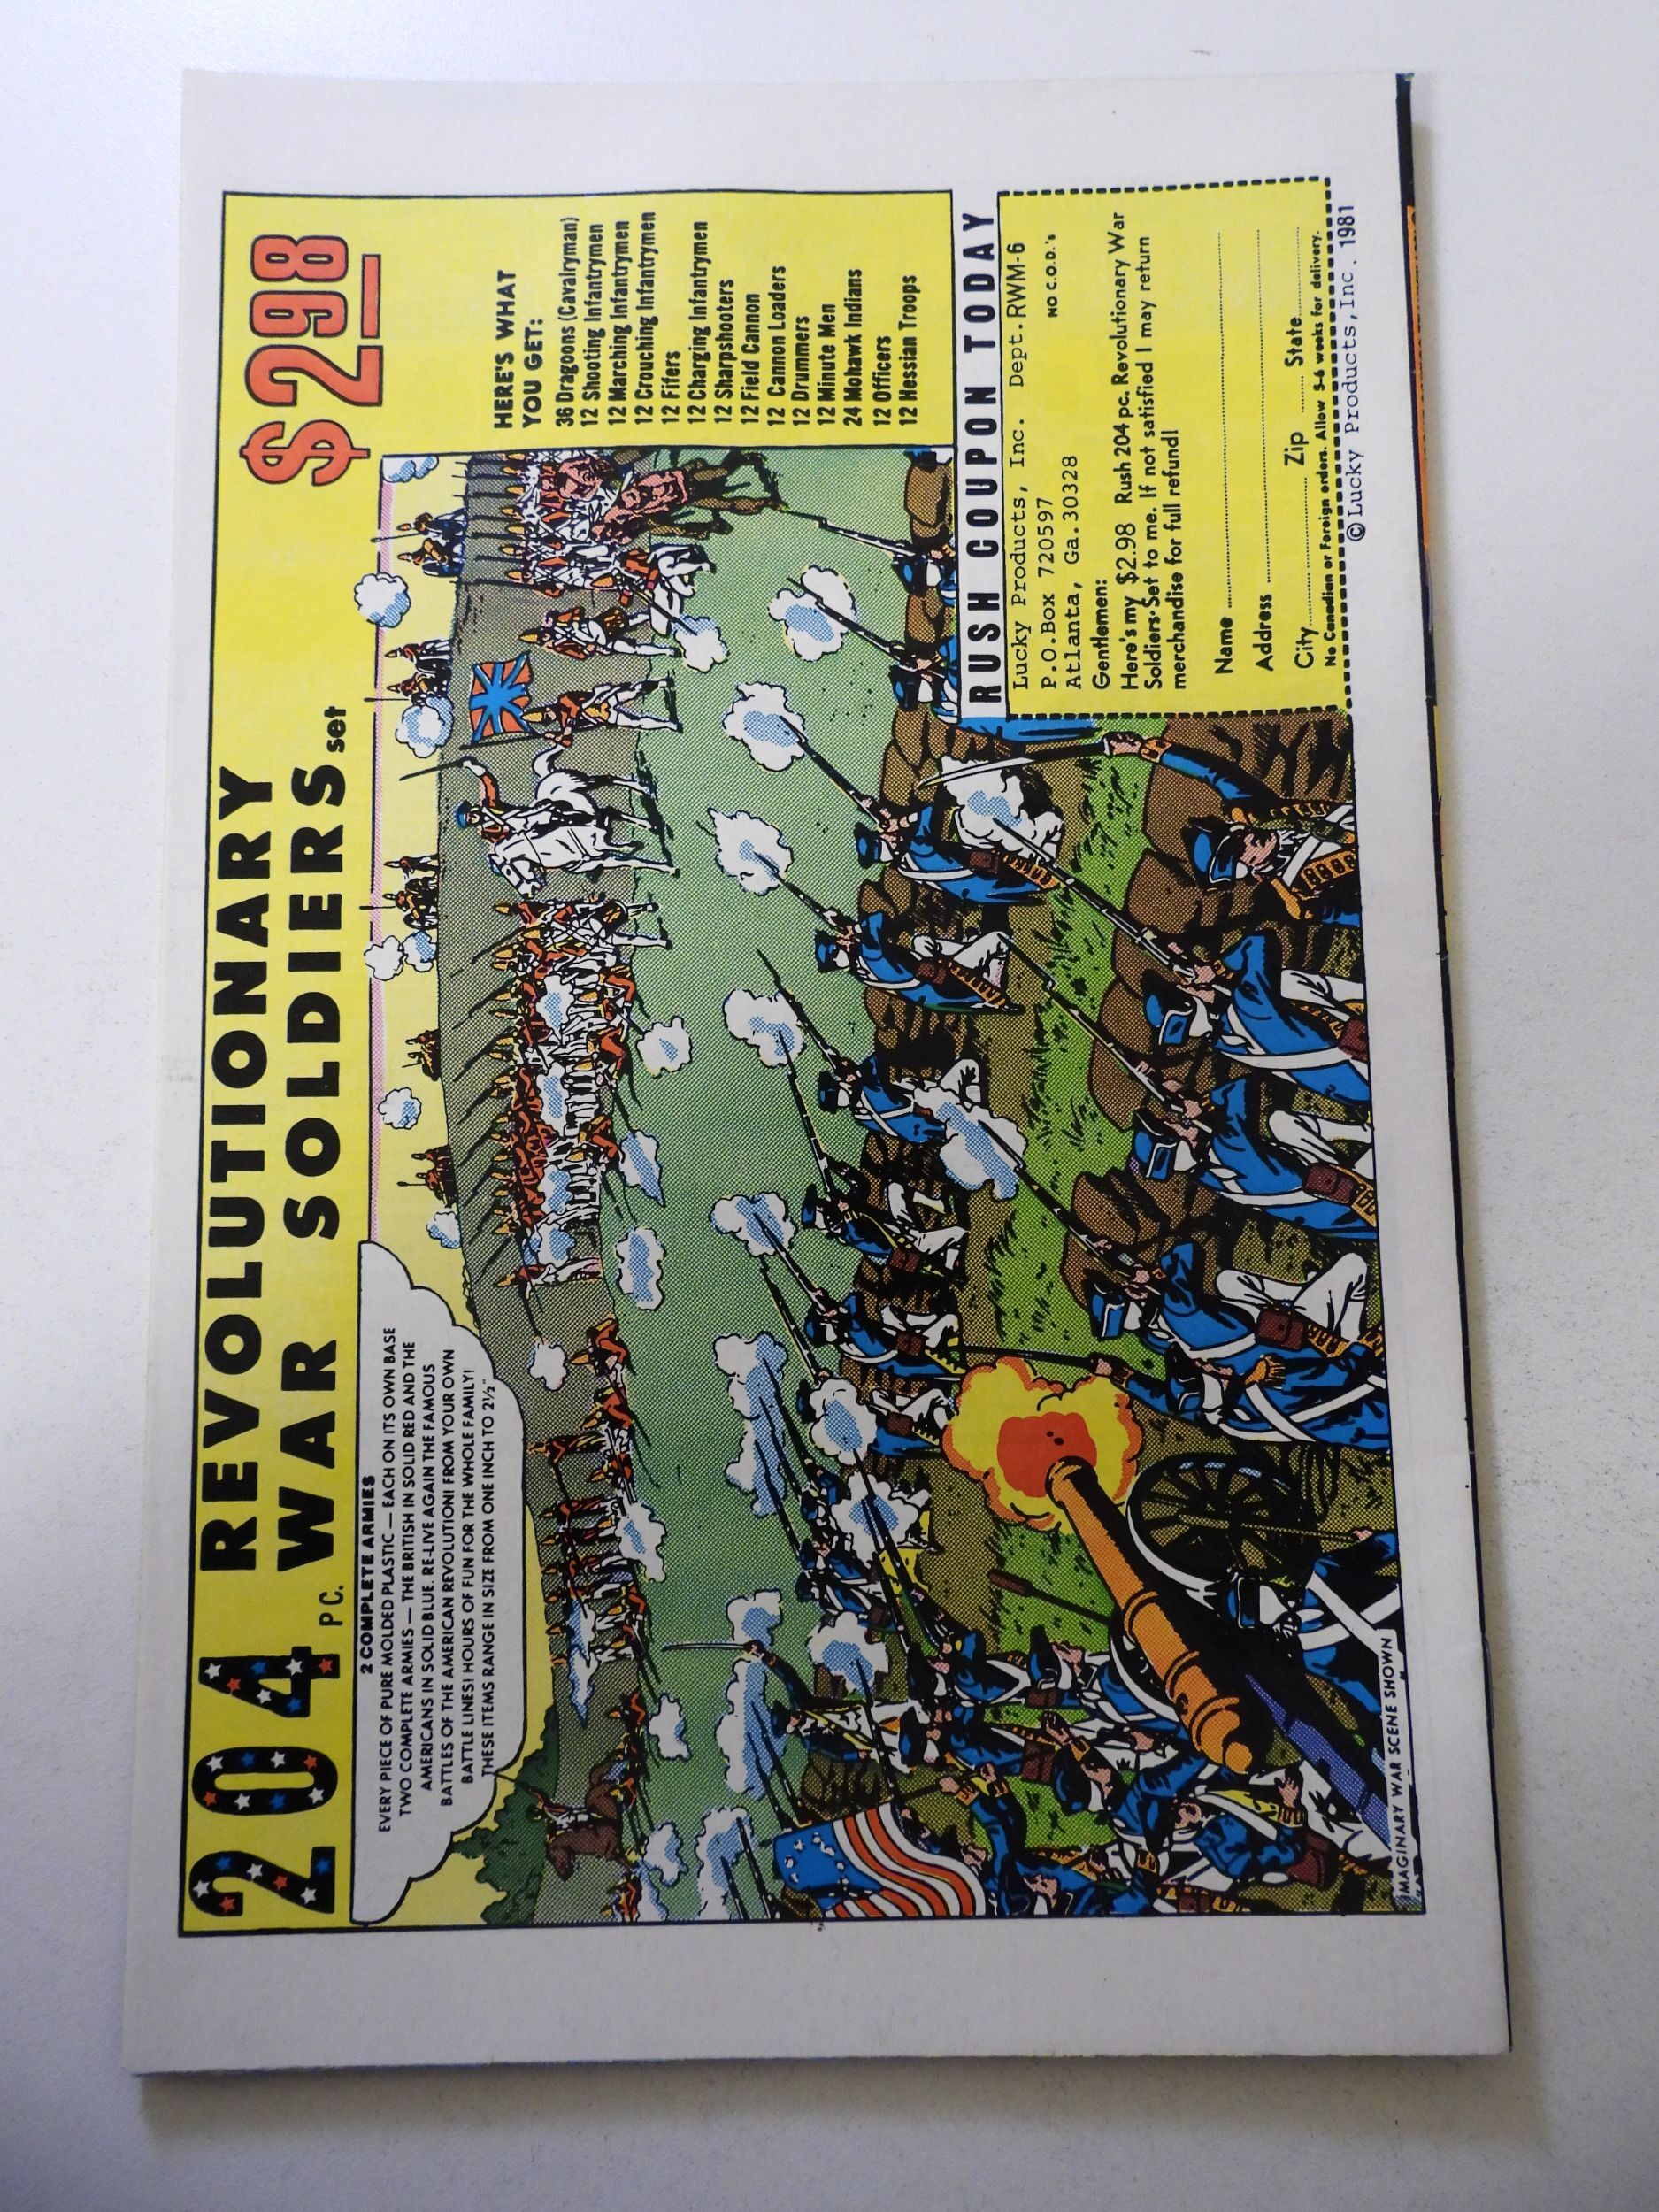 204 PC. REVOLUTIONARY
WAR SOLDIERS set
$2.98
2 COMPLETE ARMIES
EVERY PIECE OF PURE MOLDED PLASTIC — EACH ON ITS OWN BASE
TWO COMPLETE ARMIES — THE BRITISH IN SOLID RED AND THE
AMERICANS IN SOLID BLUE. RE-LIVE AGAIN THE FAMOUS
BATTLES OF THE AMERICAN REVOLUTION! FROM YOUR OWN
BATTLE LINES! HOURS OF FUN FOR THE WHOLE FAMILY!
THESE ITEMS RANGE IN SIZE FROM ONE INCH TO 2½"
HERE'S WHAT
YOU GET:
36 Dragoons (Cavalryman)
12 Shooting Infantrymen
12 Marching Infantrymen
12 Crouching Infantrymen
12 Fifers
12 Charging Infantrymen
12 Sharpshooters
12 Field Cannon
12 Cannon Loaders
12 Drummers
12 Minute Men
24 Mohawk Indians
12 Officers
12 Hessian Troops
RUSH COUPON TODAY
Lucky Products, Inc. Dept.RWM-6
P.O.Box 720597 NO C.O.D.'s
Atlanta, Ga.30328
Gentlemen:
Here's my $2.98 Rush 204 pc. Revolutionary War
Soldiers Set to me. If not satisfied I may return
merchandise for full refund!
Name
Address
City Zip State
No Canadian or Foreign orders. Allow 5-6 weeks for delivery.
© Lucky Products, Inc. 1981
IMAGINARY WAR SCENE SHOWN